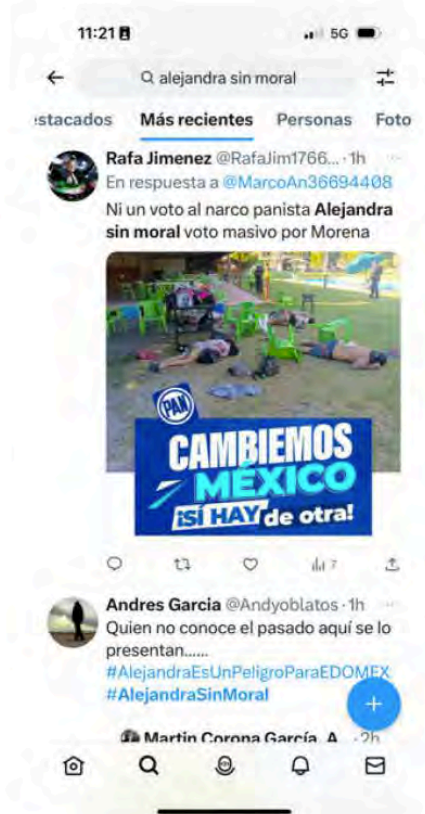 11:21
5G
alejandra sin moral
estacados Más recientes Personas Foto
Rafa Jimenez @RafaJim1766... · 1h
En respuesta a @MarcoAn36694408
Ni un voto al narco panista Alejandra
sin moral voto masivo por Morena
PAN
CAMBIEMOS
MÉXICO
¡SÍ HAY de otra!
7
Andres Garcia @Andyoblatos · 1h
Quien no conoce el pasado aquí se lo
presentan......
#AlejandraEsUnPeligroParaEDOMEX
#AlejandraSinMoral
Martin Corona García. A · 2h